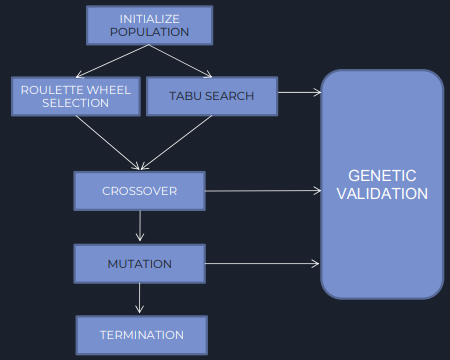 INITIALIZE
POPULATION
ROULETTE WHEEL
SELECTION
TABU SEARCH
GENETIC
VALIDATION
CROSSOVER
MUTATION
TERMINATION